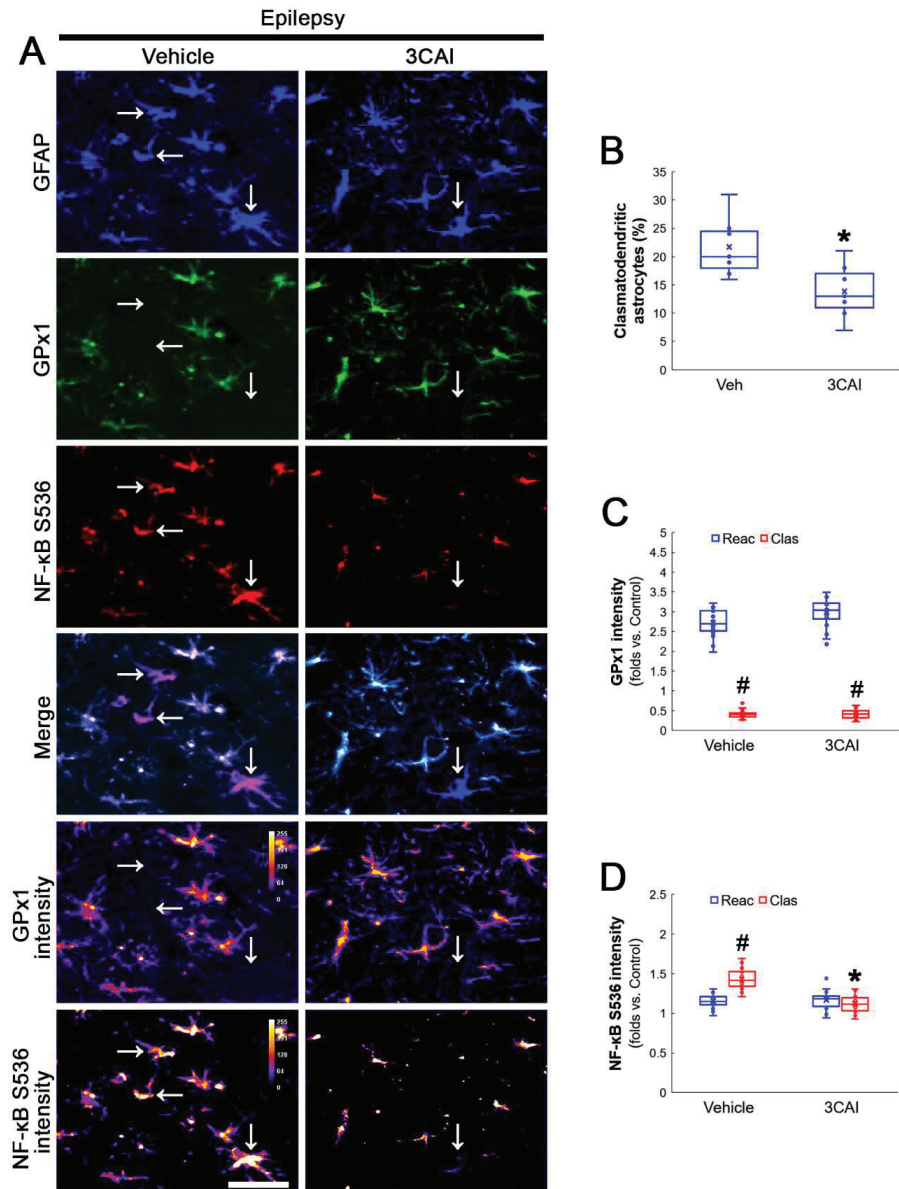 Epilepsy
A
Vehicle
3CAI
GFAP
GPx1
NF-κB S536
Merge
GPx1
intensity
255
191
128
64
0
NF-κB S536
intensity
255
191
128
64
0
B
Clasmatodendritic
astrocytes (%)
35
30
25
20
15
10
5
0
*
Veh
3CAI
C
GPx1 intensity
(folds vs. Control)
5
4.5
4
3.5
3
2.5
2
1.5
1
0.5
0
Reac
Clas
#
#
Vehicle
3CAI
D
NF-κB S536 intensity
(folds vs. Control)
2.5
2
1.5
1
0.5
0
Reac
Clas
#
*
Vehicle
3CAI